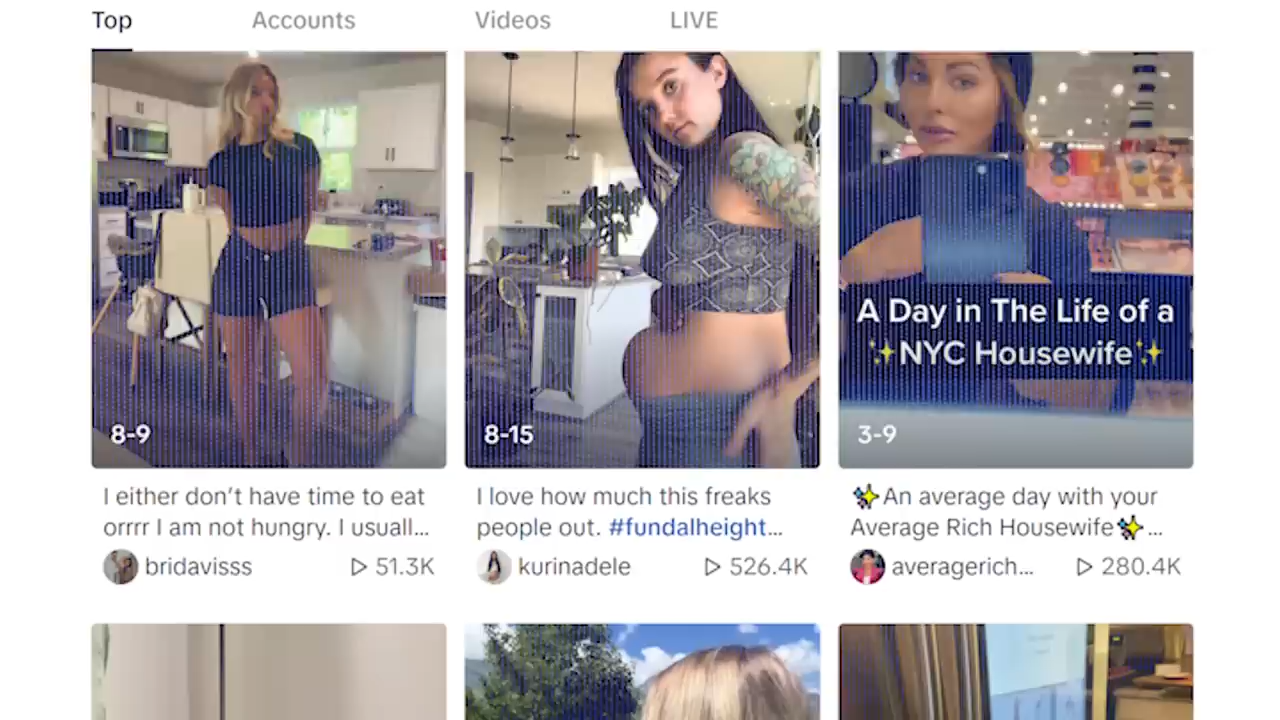 Top Accounts Videos LIVE
A Day in The Life of a
✨NYC Housewife✨
8-9 8-15 3-9
I either don't have time to eat
orrrr I am not hungry. I usuall...
bridavisss 51.3K
I love how much this freaks
people out. #fundalheight...
kurinadele 526.4K
✨An average day with your
Average Rich Housewife✨...
averagerich... 280.4K